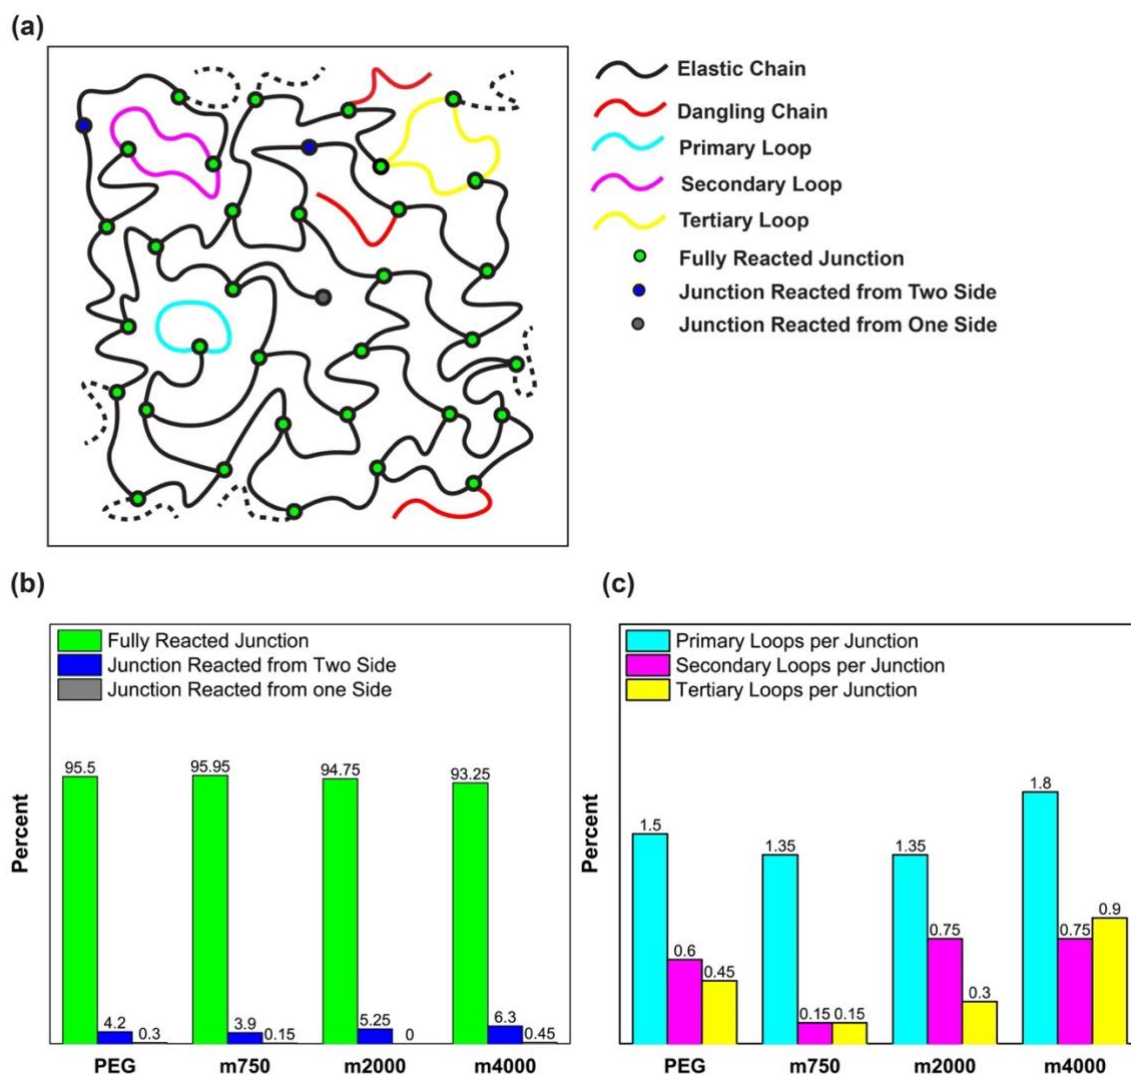 (a)
Elastic Chain
Dangling Chain
Primary Loop
Secondary Loop
Tertiary Loop
Fully Reacted Junction
Junction Reacted from Two Side
Junction Reacted from One Side
(b)
Fully Reacted Junction
Junction Reacted from Two Side
Junction Reacted from one Side
Percent
95.5
4.2
0.3
95.95
3.9
0.15
94.75
5.25
0
93.25
6.3
0.45
PEG
m750
m2000
m4000
(c)
Primary Loops per Junction
Secondary Loops per Junction
Tertiary Loops per Junction
Percent
1.5
0.6
0.45
1.35
0.15
0.15
1.35
0.75
0.3
1.8
0.75
0.9
PEG
m750
m2000
m4000